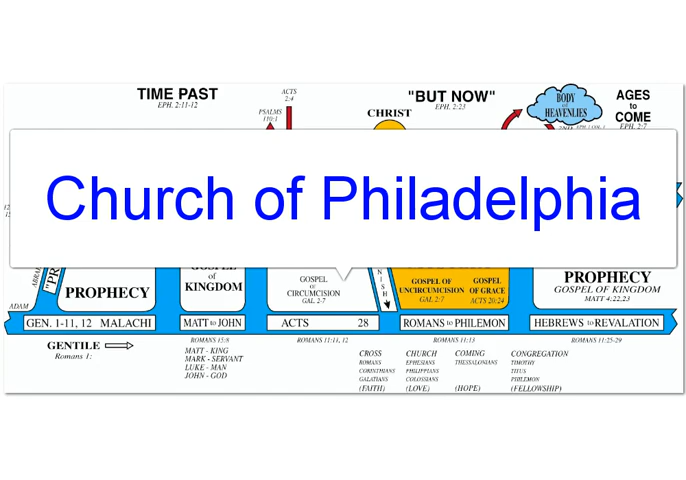 TIME PAST
EPH. 2:11-12
ACTS
2:4
PSALMS
110:1
CHRIST
"BUT NOW"
EPH. 2:23
BODY
of
HEAVENLIES
AGES
to
COME
EPH. 2:7
Church of Philadelphia
ADAM
"PR
PROPHECY
of
KINGDOM
GOSPEL
of
CIRCUMCISION
GAL. 2-7
GOSPEL of
UNCIRCUMCISION
GAL 2:7
GOSPEL
of GRACE
ACTS 20:24
PROPHECY
GOSPEL OF KINGDOM
MATT 4:22,23
GEN. 1-11, 12 MALACHI
MATT to JOHN
ACTS 28
ROMANS to PHILEMON
HEBREWS to REVALATION
GENTILE
Romans 1:
ROMANS 15:8
MATT - KING
MARK - SERVANT
LUKE - MAN
JOHN - GOD
ROMANS 11:11, 12
ROMANS 11:13
ROMANS 11:25-29
CROSS
ROMANS
CORINTHIANS
GALATIANS
(FAITH)
CHURCH
EPHESIANS
PHILIPPIANS
COLOSSIANS
(LOVE)
COMING
THESSALONIANS
(HOPE)
CONGREGATION
TIMOTHY
TITUS
PHILEMON
(FELLOWSHIP)